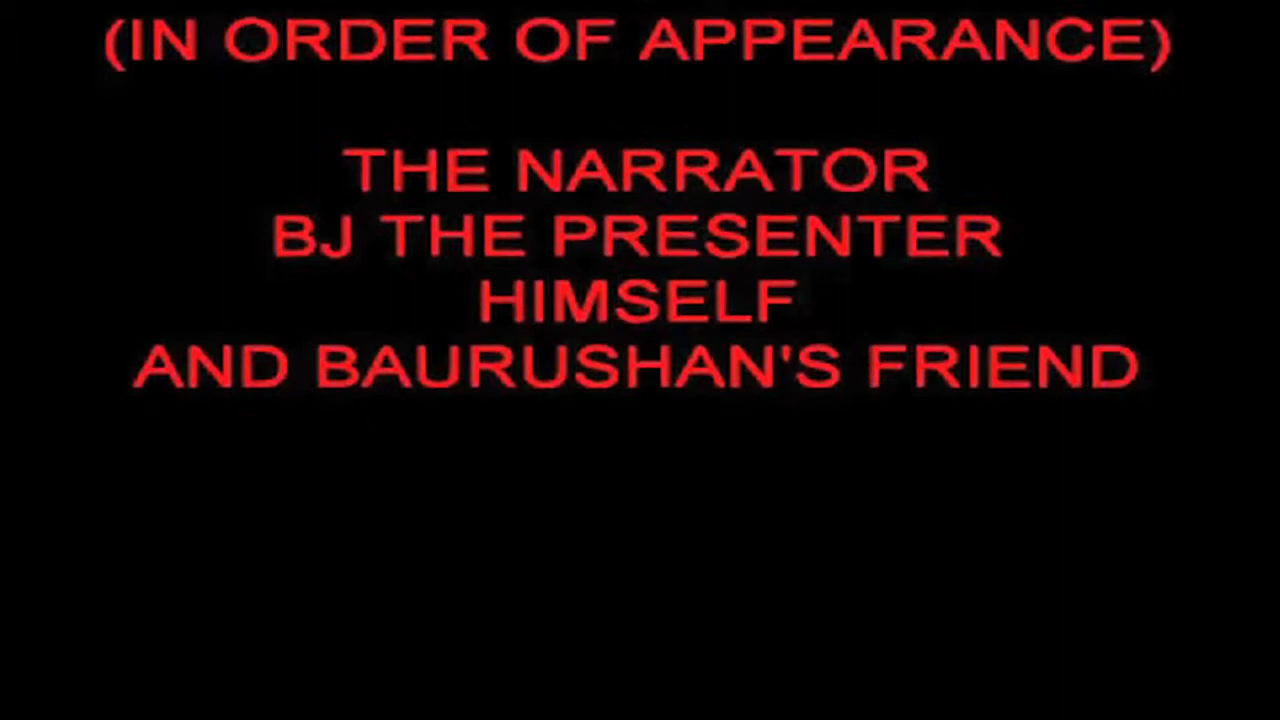 (IN ORDER OF APPEARANCE)
THE NARRATOR
BJ THE PRESENTER
HIMSELF
AND BAURUSHAN'S FRIEND